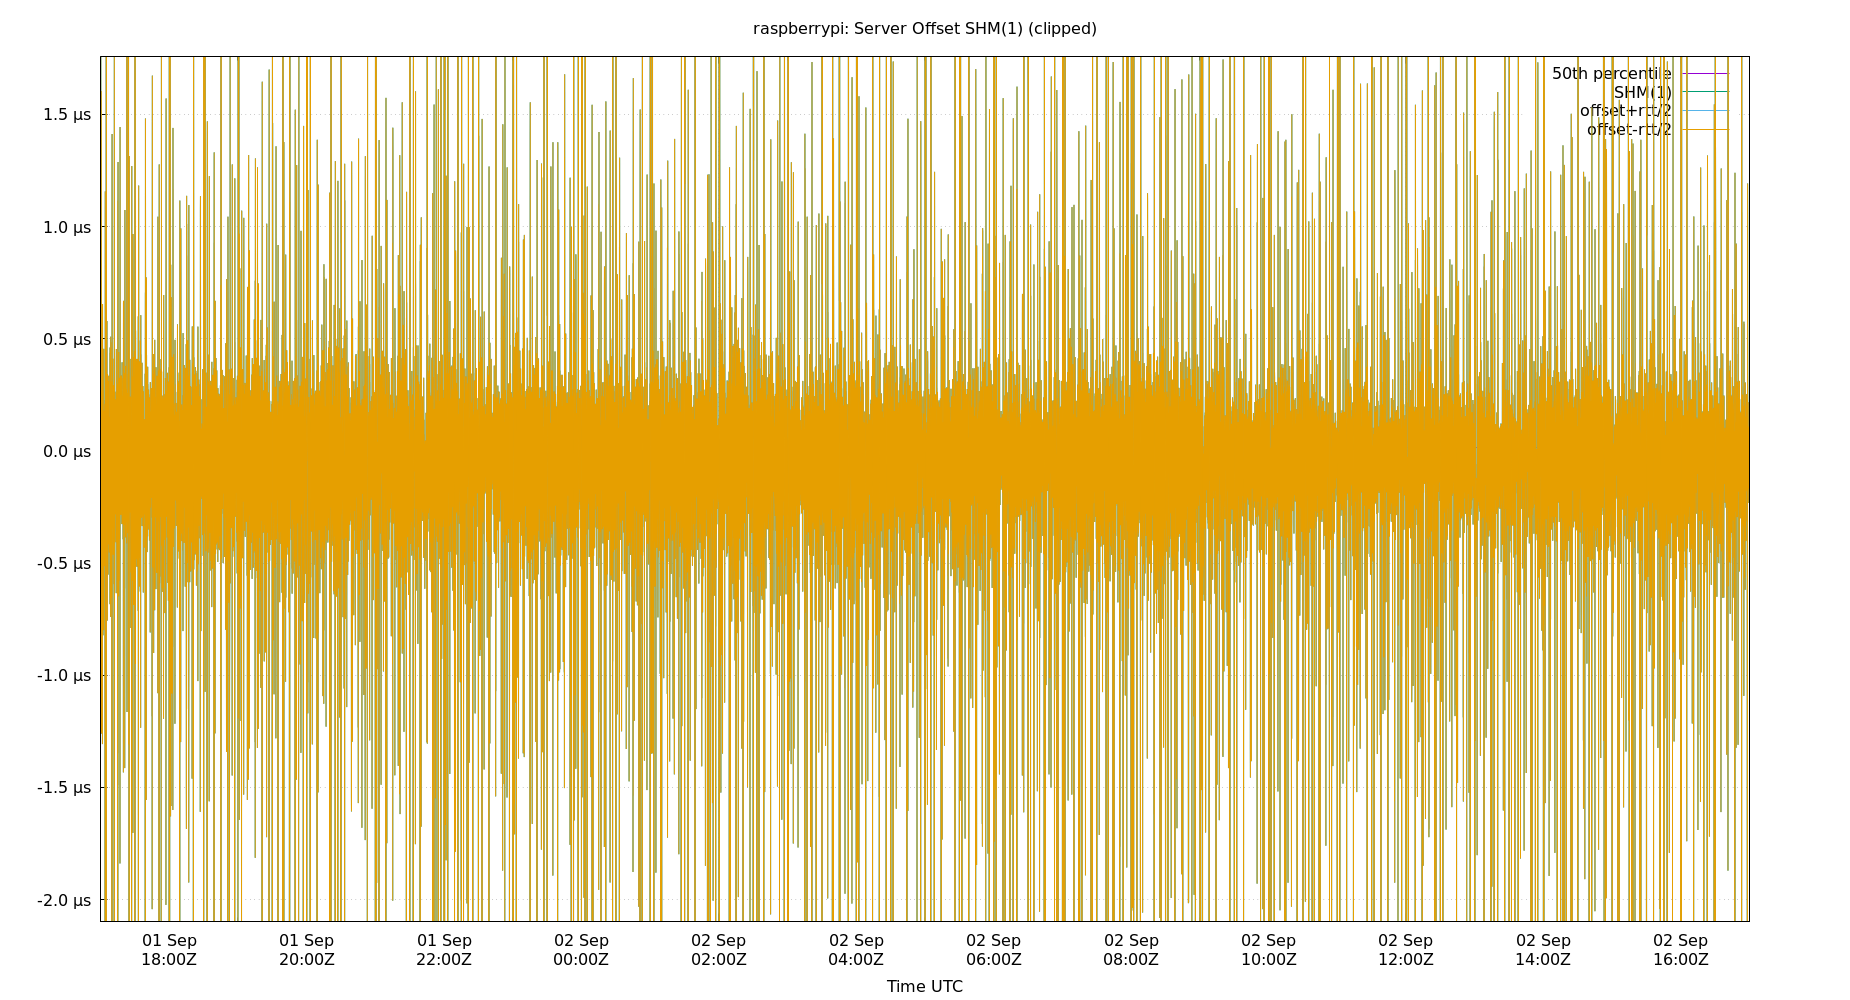 raspberrypi: Server Offset SHM(1) (clipped)
50th percentile
SHM(1)
offset+rtt/2
offset-rtt/2
1.5 µs
1.0 µs
0.5 µs
0.0 µs
-0.5 µs
-1.0 µs
-1.5 µs
-2.0 µs
01 Sep 01 Sep 01 Sep 02 Sep 02 Sep 02 Sep 02 Sep 02 Sep 02 Sep 02 Sep 02 Sep 02 Sep
18:00Z 20:00Z 22:00Z 00:00Z 02:00Z 04:00Z 06:00Z 08:00Z 10:00Z 12:00Z 14:00Z 16:00Z
Time UTC